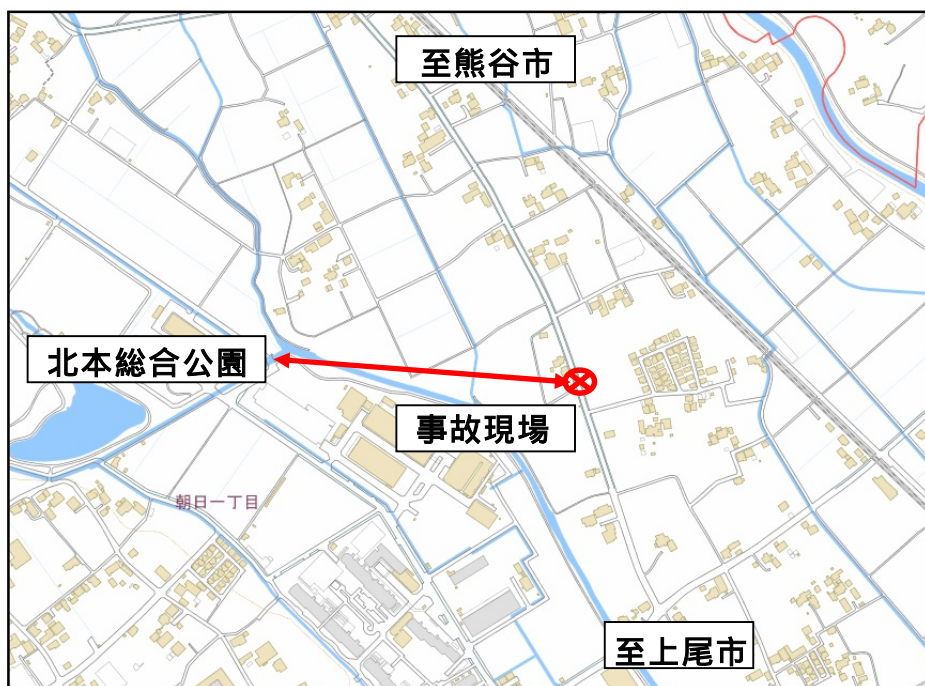 至熊谷市
北本総合公園
事故現場
朝日一丁目
至上尾市